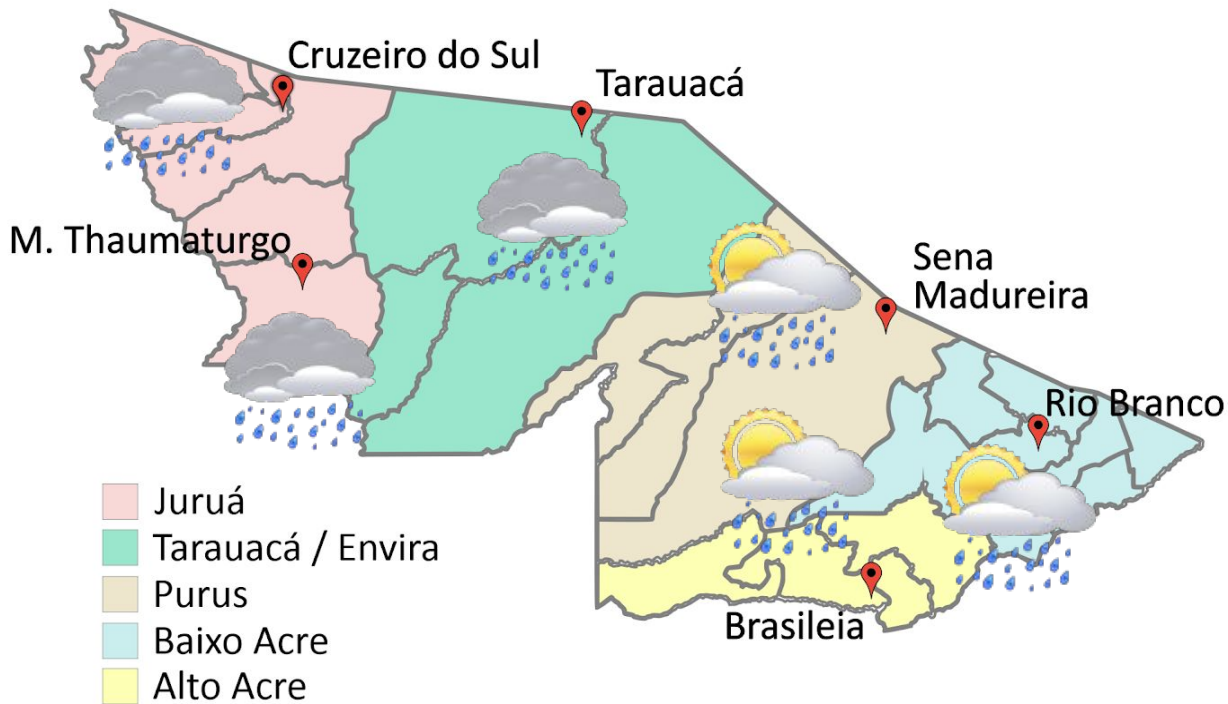 Cruzeiro do Sul
Tarauacá
M. Thaumaturgo
Sena
Madureira
Rio Branco
Brasileia
Juruá
Tarauacá / Envira
Purus
Baixo Acre
Alto Acre